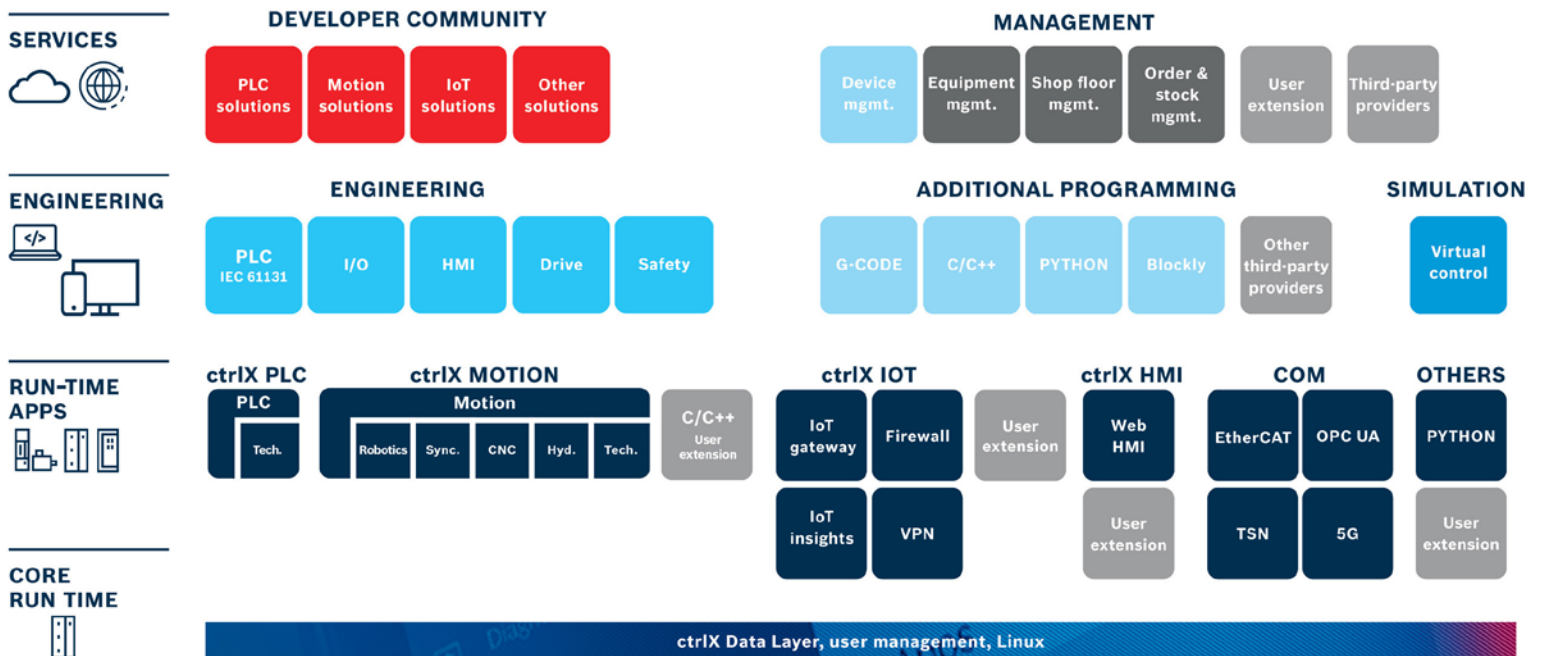 SERVICES
DEVELOPER COMMUNITY
PLC
solutions
Motion
solutions
IoT
solutions
Other
solutions
MANAGEMENT
Device
mgmt.
Equipment
mgmt.
Shop floor
mgmt.
Order &
stock
mgmt.
User
extension
Third-party
providers
ENGINEERING
</>
ENGINEERING
PLC
IEC 61131
I/O
HMI
Drive
Safety
ADDITIONAL PROGRAMMING
G-CODE
C/C++
PYTHON
Blockly
Other
third-party
providers
SIMULATION
Virtual
control
RUN-TIME
APPS
ctrlX PLC
PLC
Tech.
ctrlX MOTION
Motion
Robotics
Sync.
CNC
Hyd.
Tech.
C/C++
User
extension
ctrlX IOT
IoT
gateway
Firewall
User
extension
IoT
insights
VPN
ctrlX HMI
Web
HMI
User
extension
COM
EtherCAT
OPC UA
TSN
5G
OTHERS
PYTHON
User
extension
CORE
RUN TIME
ctrlX Data Layer, user management, Linux